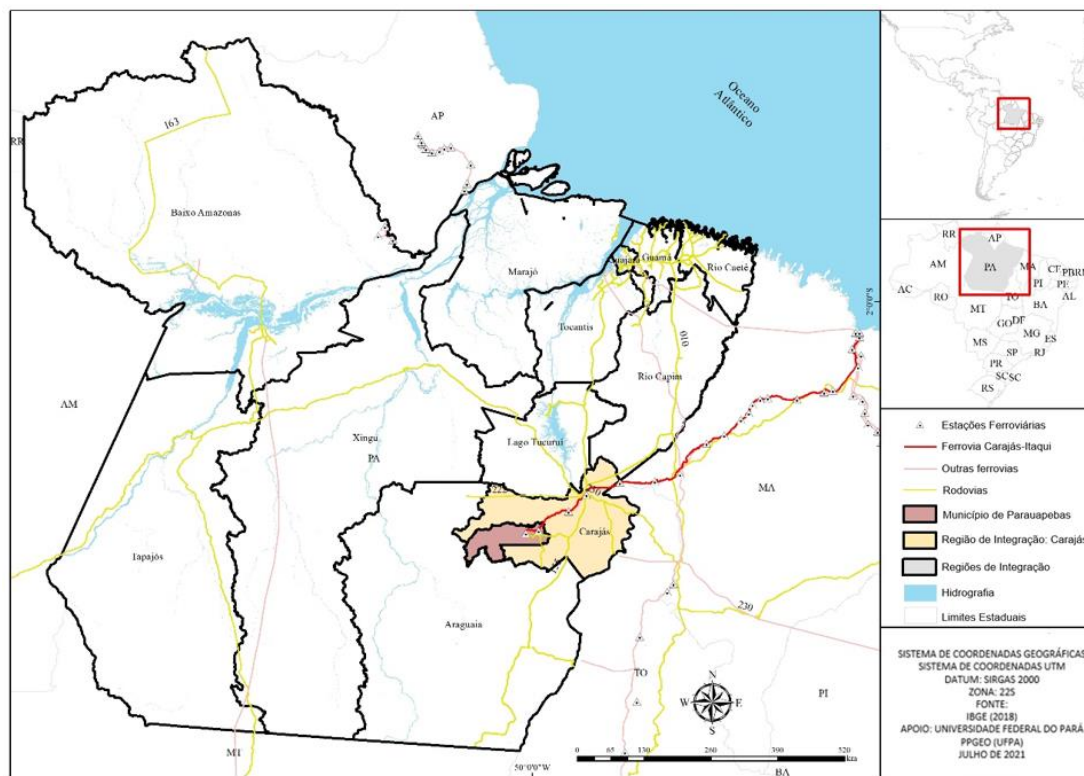 163
AP
RR
Baixo Amazonas
Oceano
Atlântico
Marajó
Guamá
Rio Caeté
Tocantis
010
Rio Capim
AM
Xingu
PA
Lago Tucuruí
MA
Carajás
Tapajós
Araguaia
230
TO
PI
MT
BA
N
W E
S
0 65 130 260 390 520
km
50°0'0"W
2°0'0"S
RR
AP
AM
PA
MA
CE
PI
PE
AC
TO
AL
RO
MT
BA
GO
DF
MS
MG
ES
SP
RJ
PR
SC
SC
RS
Estações Ferroviárias
Ferrovia Carajás-Itaqui
Outras ferrovias
Rodovias
Município de Parauapebas
Região de Integração: Carajás
Regiões de Integração
Hidrografia
Limites Estaduais
SISTEMA DE COORDENADAS GEOGRÁFICAS
SISTEMA DE COORDENADAS UTM
DATUM: SIRGAS 2000
ZONA: 22S
FONTE:
IBGE (2018)
APOIO: UNIVERSIDADE FEDERAL DO PARÁ
PPGEO (UFPA)
JULHO DE 2021